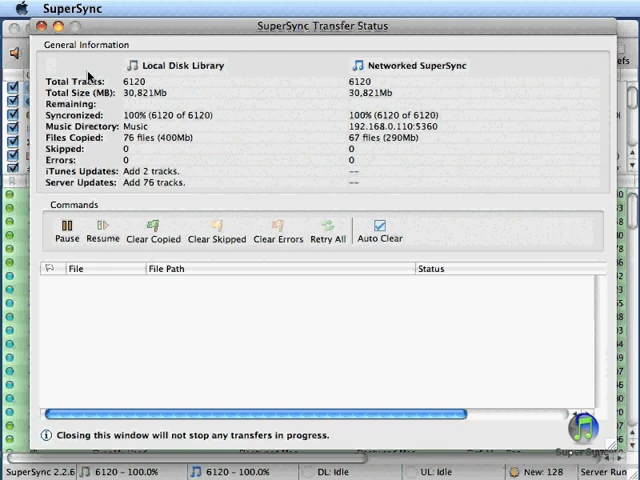 SuperSync
SuperSync Transfer Status
General Information
Local Disk Library Networked SuperSync
Total Tracks: 6120 6120
Total Size (MB): 30,821Mb 30,821Mb
Remaining:
Syncronized: 100% (6120 of 6120) 100% (6120 of 6120)
Music Directory: Music 192.168.0.110:5360
Files Copied: 76 files (400Mb) 67 files (290Mb)
Skipped: 0 0
Errors: 0 0
iTunes Updates: Add 2 tracks. --
Server Updates: Add 76 tracks. --
Commands
Pause Resume Clear Copied Clear Skipped Clear Errors Retry All Auto Clear
File File Path Status
Closing this window will not stop any transfers in progress.
SuperSync 2.2.6 6120 – 100.0% 6120 – 100.0% DL: Idle UL: Idle New: 128 Server Run